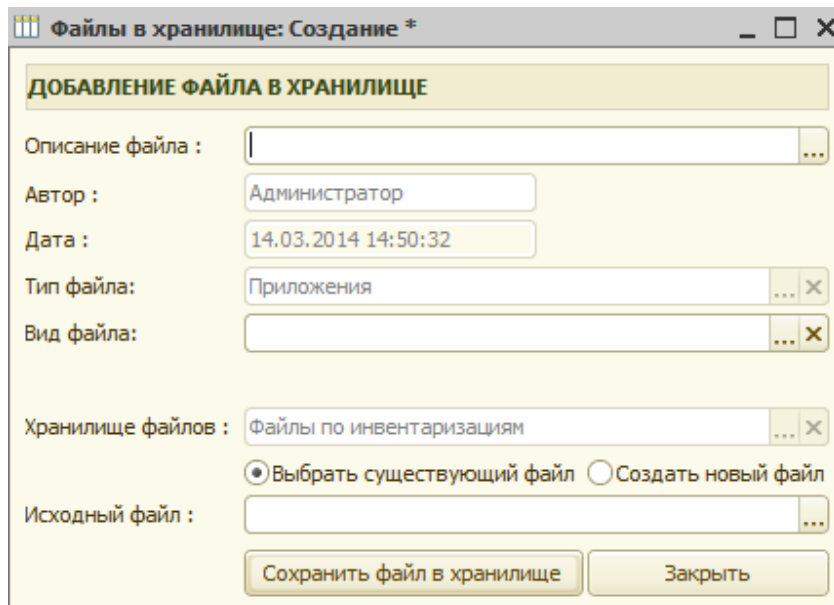 Файлы в хранилище: Создание *
ДОБАВЛЕНИЕ ФАЙЛА В ХРАНИЛИЩЕ
Описание файла : ...
Автор : Администратор
Дата : 14.03.2014 14:50:32
Тип файла: Приложения ...
Вид файла: ...
Хранилище файлов : Файлы по инвентаризациям ...
Выбрать существующий файл Создать новый файл
Исходный файл : ...
Сохранить файл в хранилище Закрыть